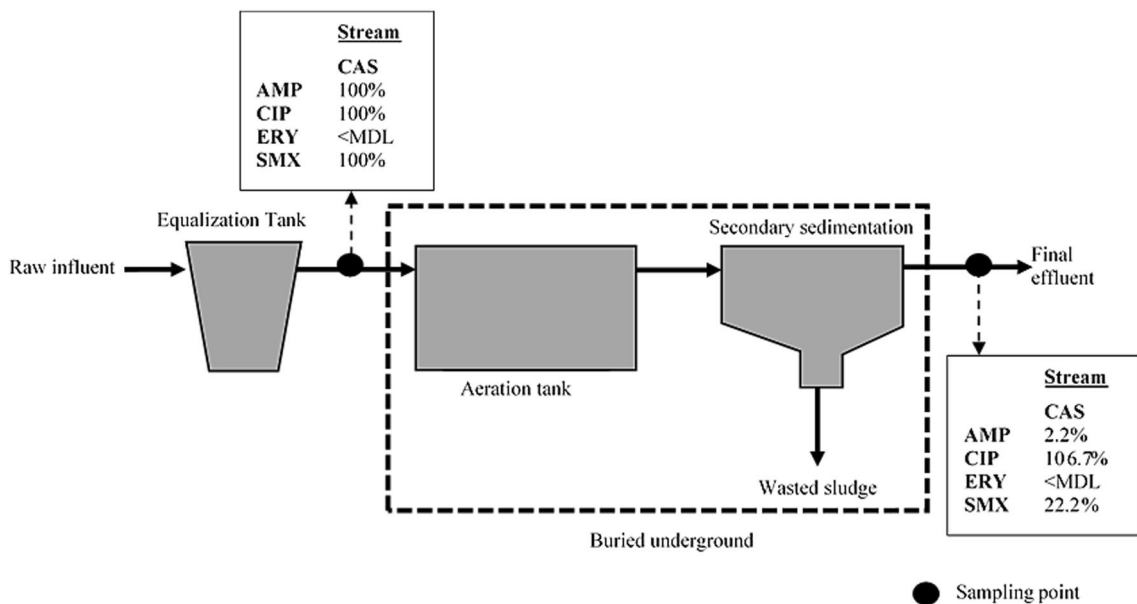 Stream
CAS
AMP 100%
CIP 100%
ERY <MDL
SMX 100%
Equalization Tank
Secondary sedimentation
Raw influent
Final
effluent
Aeration tank
Wasted sludge
Stream
CAS
AMP 2.2%
CIP 106.7%
ERY <MDL
SMX 22.2%
Buried underground
Sampling point